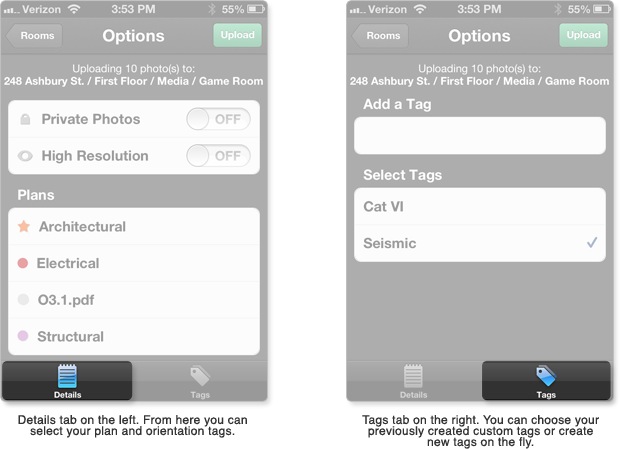 Verizon 3:53 PM 55%
Rooms Options Upload
Uploading 10 photo(s) to:
248 Ashbury St. / First Floor / Media / Game Room
Private Photos OFF
High Resolution OFF
Plans
Architectural
Electrical
O3.1.pdf
Structural
Details Tags
Details tab on the left. From here you can
select your plan and orientation tags.
Verizon 3:53 PM 55%
Rooms Options Upload
Uploading 10 photo(s) to:
248 Ashbury St. / First Floor / Media / Game Room
Add a Tag
Select Tags
Cat VI
Seismic
Details Tags
Tags tab on the right. You can choose your
previously created custom tags or create
new tags on the fly.